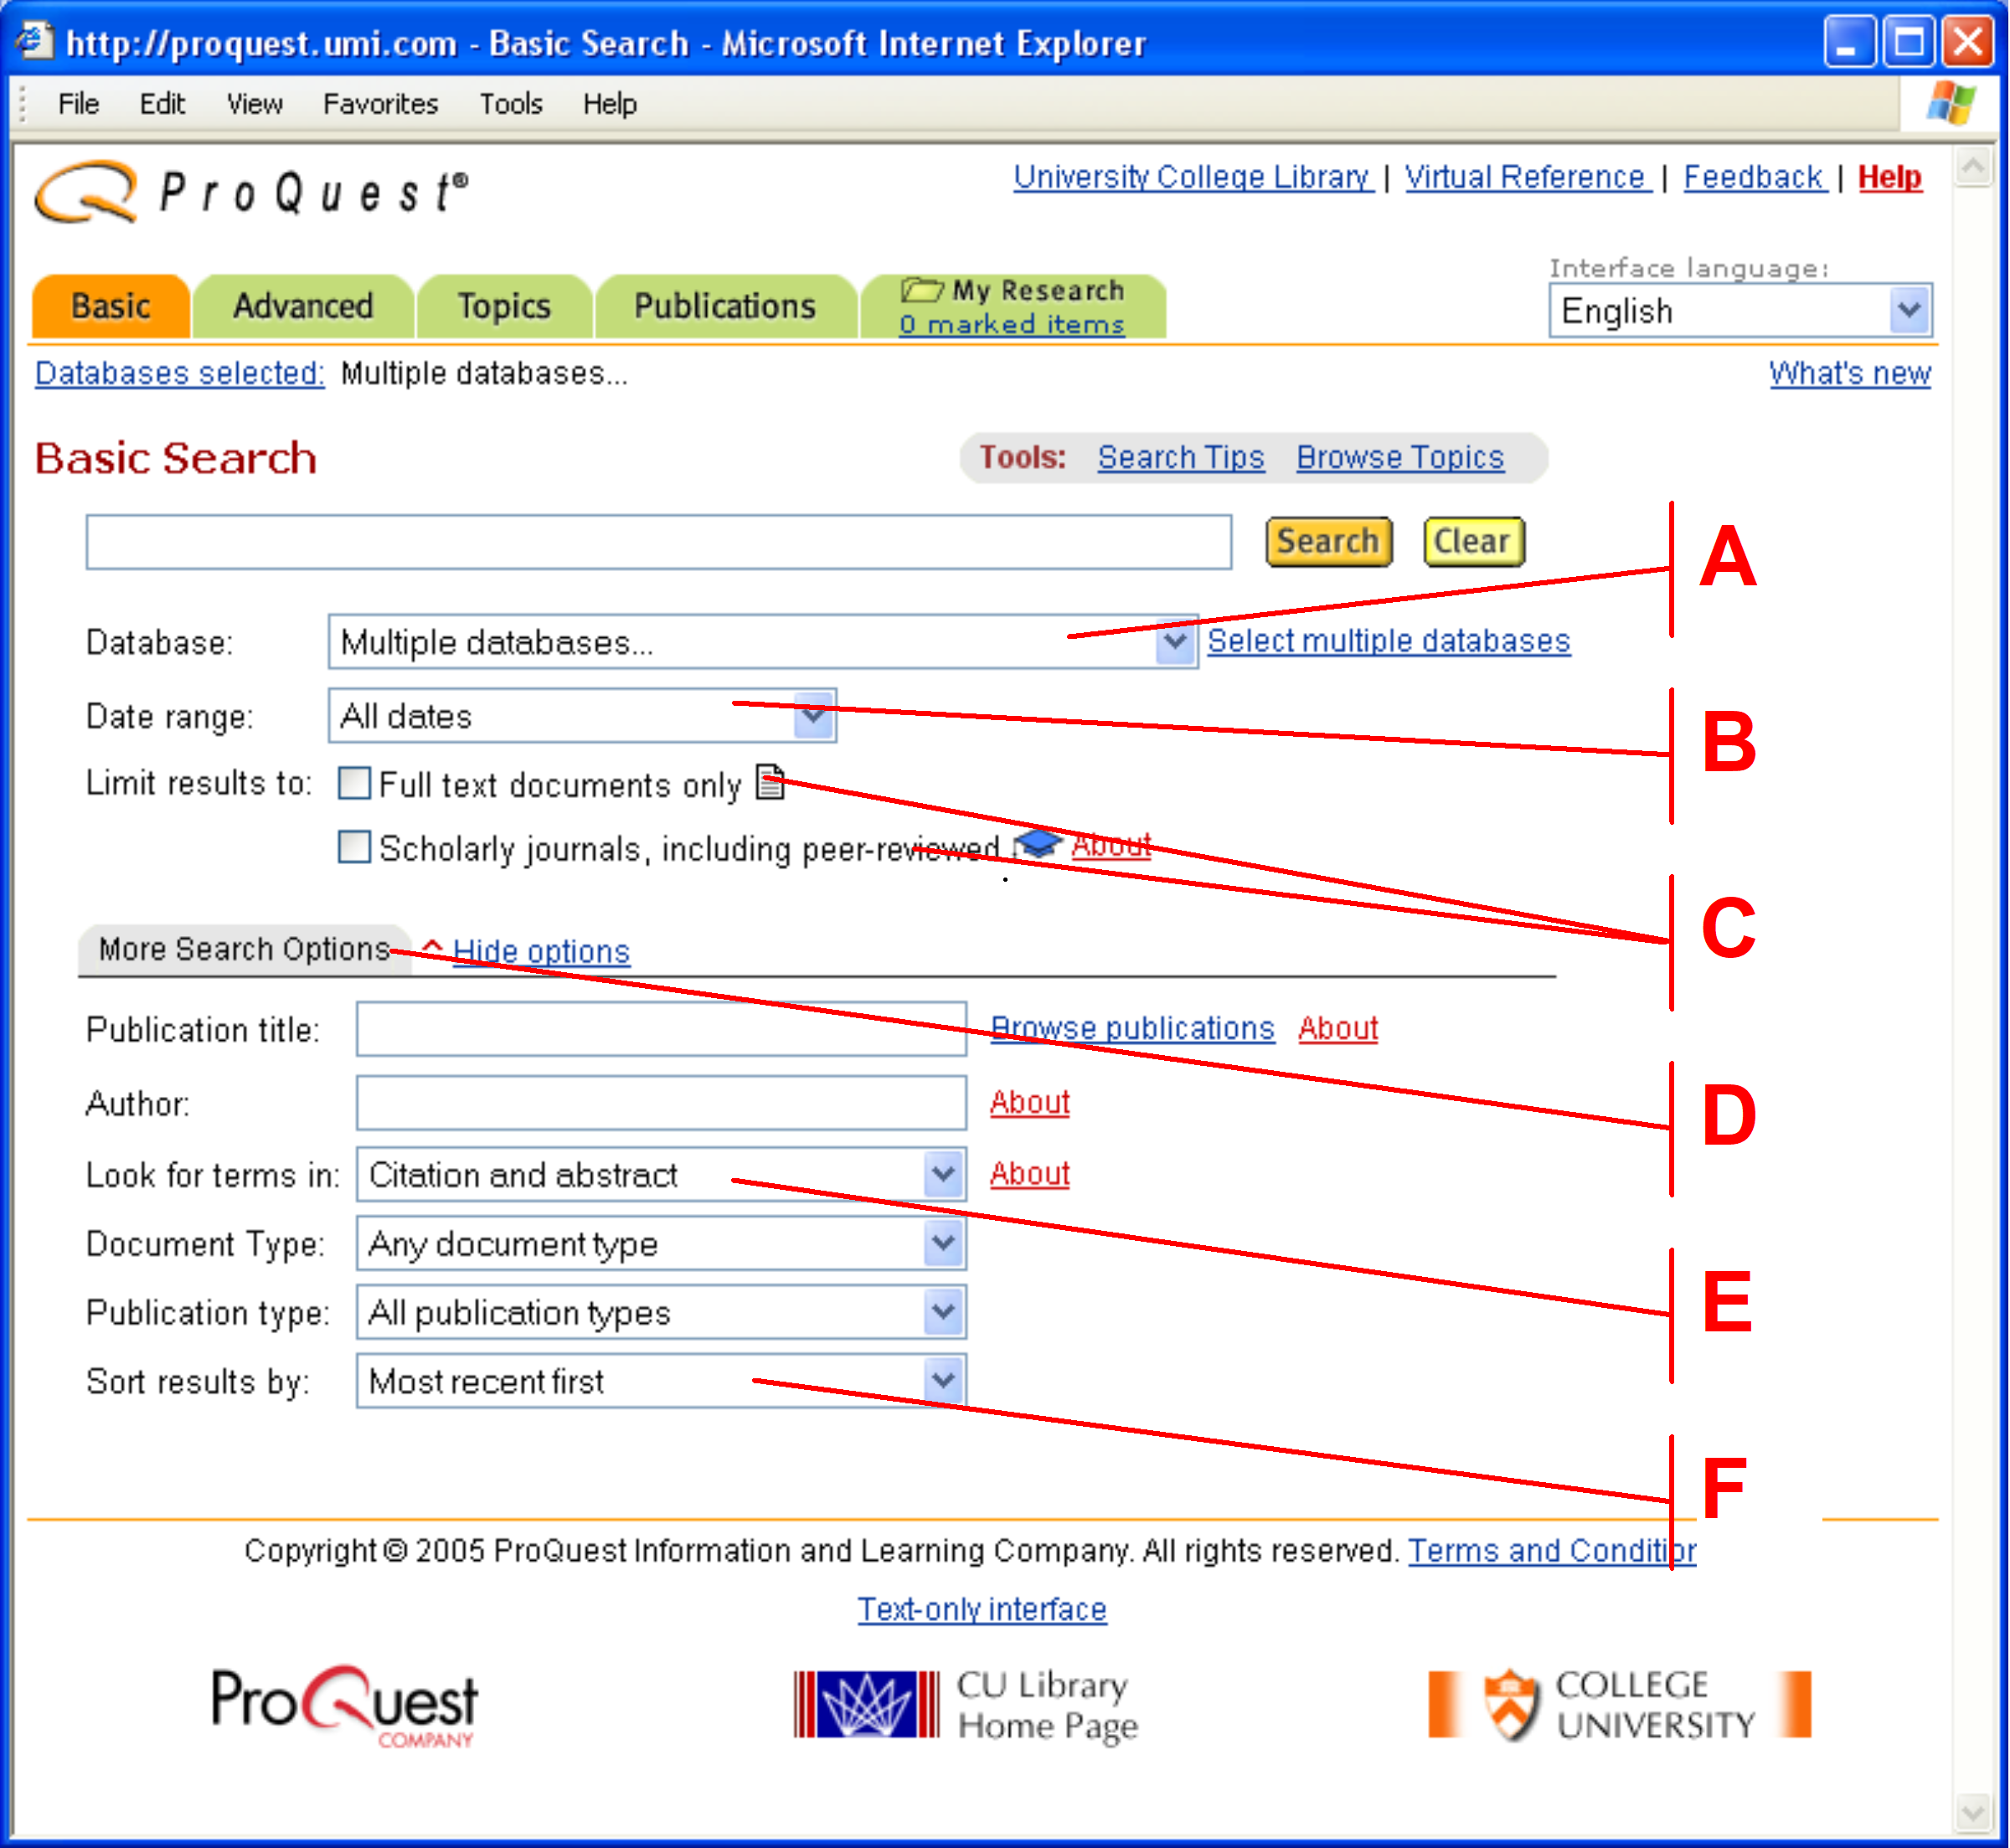 http://proquest.umi.com - Basic Search - Microsoft Internet Explorer
File Edit View Favorites Tools Help
ProQuest®
University College Library | Virtual Reference | Feedback | Help
Interface language:
Basic Advanced Topics Publications My Research
0 marked items
English
Databases selected: Multiple databases...
What's new
Basic Search
Tools: Search Tips Browse Topics
Search Clear
A
Database: Multiple databases... Select multiple databases
Date range: All dates
B
Limit results to: Full text documents only
Scholarly journals, including peer-reviewed About
C
More Search Options Hide options
Publication title: Browse publications About
Author: About
D
Look for terms in: Citation and abstract About
Document Type: Any document type
Publication type: All publication types
E
Sort results by: Most recent first
F
Copyright © 2005 ProQuest Information and Learning Company. All rights reserved. Terms and Condition
Text-only interface
ProQuest
COMPANY
CU Library
Home Page
COLLEGE
UNIVERSITY